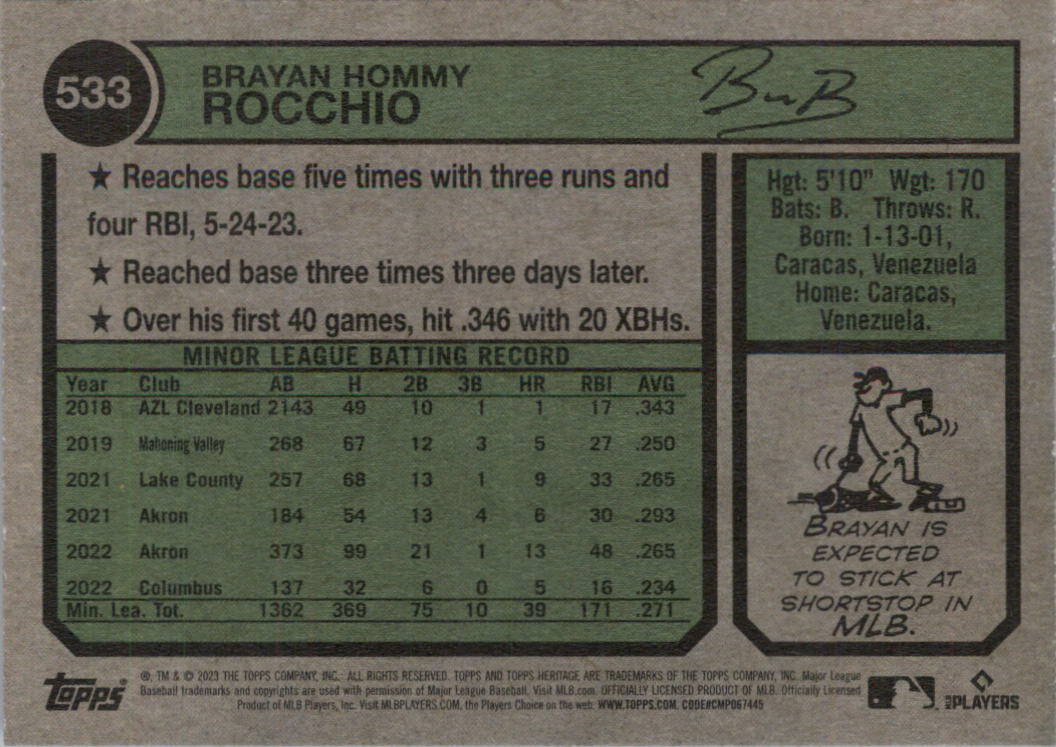 533
BRAYAN HOMMY
ROCCHIO
★ Reaches base five times with three runs and
four RBI, 5-24-23.
★ Reached base three times three days later.
★ Over his first 40 games, hit .346 with 20 XBHs.
Hgt: 5'10" Wgt: 170
Bats: B. Throws: R.
Born: 1-13-01,
Caracas, Venezuela
Home: Caracas,
Venezuela.
MINOR LEAGUE BATTING RECORD
Year Club AB H 2B 3B HR RBI AVG
2018 AZL Cleveland 2143 49 10 1 1 17 .343
2019 Mahoning Valley 268 67 12 3 5 27 .250
2021 Lake County 257 68 13 1 9 33 .265
2021 Akron 184 54 13 4 6 30 .293
2022 Akron 373 99 21 1 13 48 .265
2022 Columbus 137 32 6 0 5 16 .234
Min. Lea. Tot. 1362 369 75 10 39 171 .271
BRAYAN IS
EXPECTED
TO STICK AT
SHORTSTOP IN
MLB.
topps®
®, TM & © 2023 THE TOPPS COMPANY, INC. ALL RIGHTS RESERVED. TOPPS AND TOPPS HERITAGE ARE TRADEMARKS OF THE TOPPS COMPANY, INC. Major League
Baseball trademarks and copyrights are used with permission of Major League Baseball. Visit MLB.com. OFFICIALLY LICENSED PRODUCT OF MLB. Officially Licensed
Product of MLB Players, Inc. Visit MLBPLAYERS.COM, the Players Choice on the web. WWW.TOPPS.COM. CODE#CMP067445
MLB PLAYERS